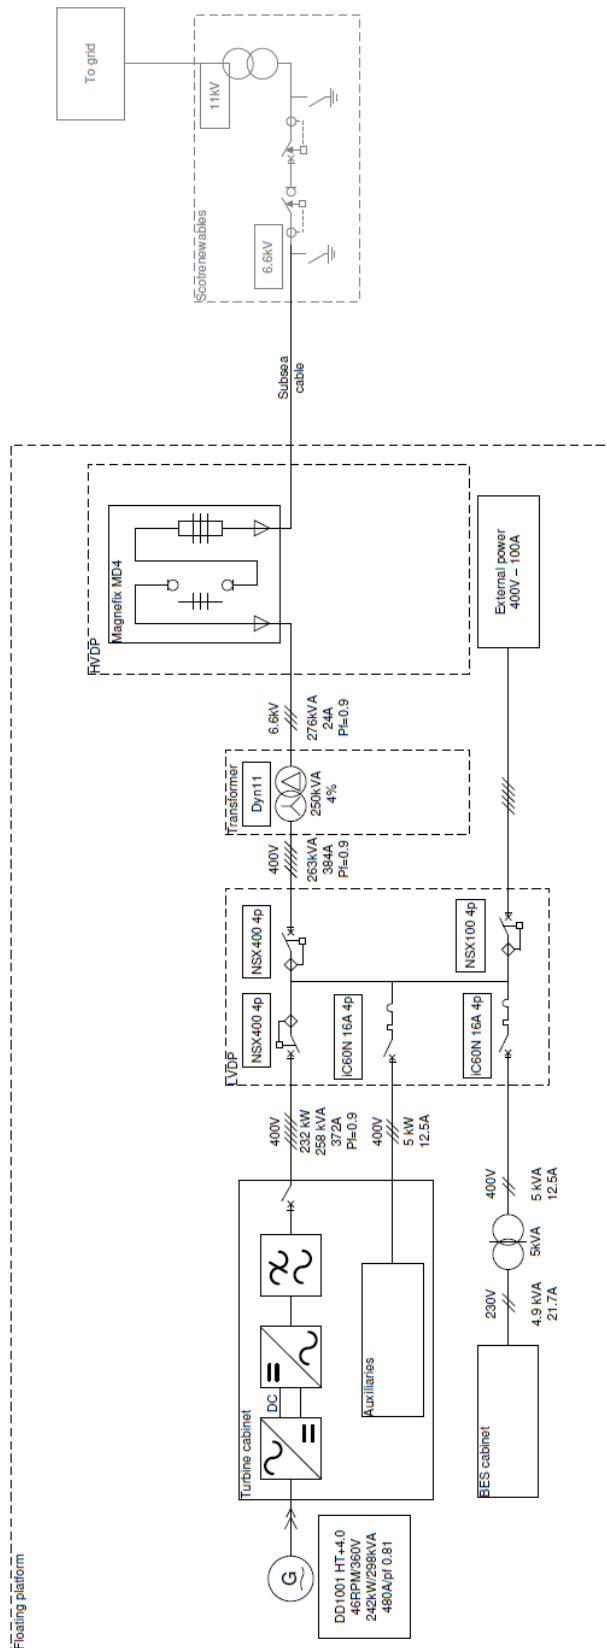 To grid
Scotrenewables
11kV
6.6kV
Subsea
cable
Floating platform
HVDP
Magnefix MD4
External power
400V – 100A
6.6kV
276kVA
24A
Pf=0.9
Transformer
Dyn11
250kVA
4%
400V
263kVA
384A
Pf=0.9
LVDP
NSX400 4p
NSX400 4p
NSX100 4p
iC60N 16A 4p
iC60N 16A 4p
400V
232 kW
258 kVA
372A
Pf=0.9
400V
5 kW
12.5A
400V
5 kVA
12.5A
5kVA
230V
4.9 kVA
21.7A
Turbine cabinet
DC
Auxiliaries
BES cabinet
G
DD1001 HT+4.0
46RPM/360V
242kW/298kVA
480A/pf 0.81